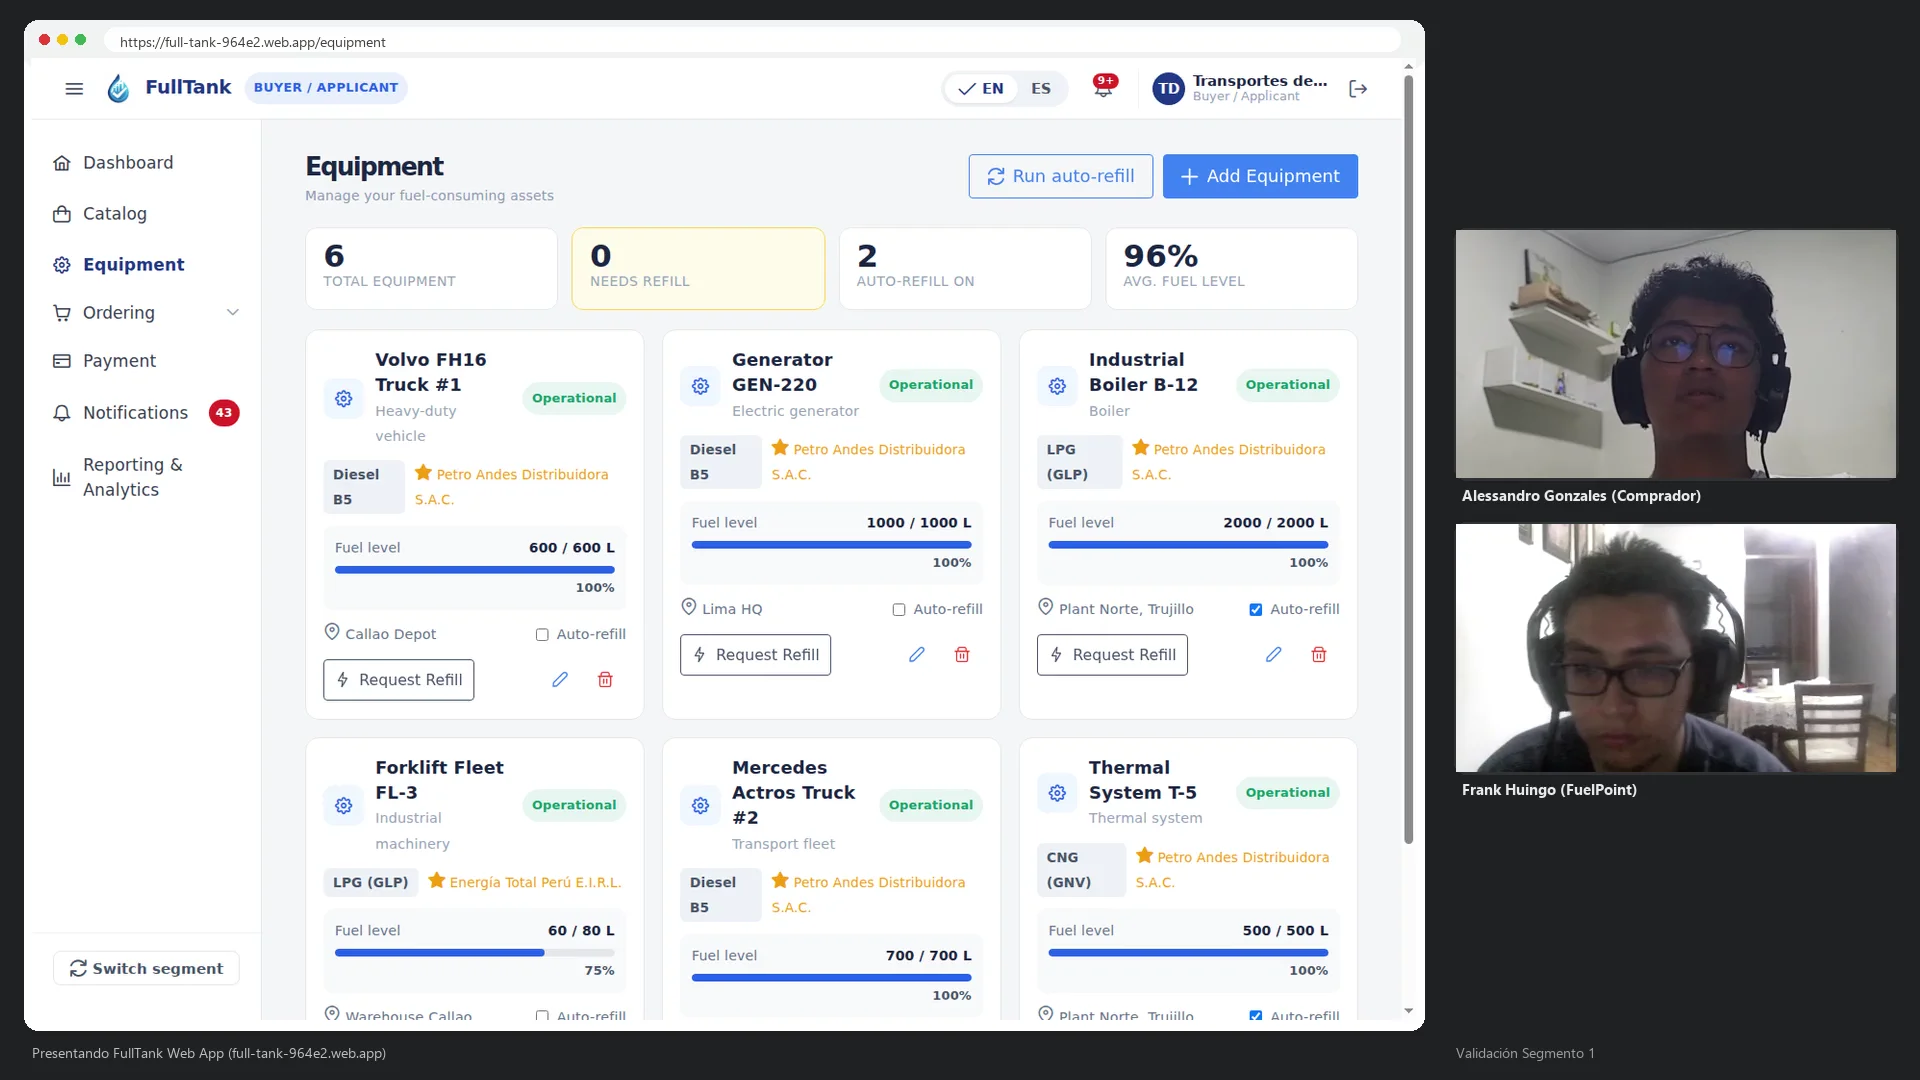 https://full-tank-964e2.web.app/equipment
FullTank
BUYER / APPLICANT
EN
ES
9+
TD
Transportes de...
Buyer / Applicant
Dashboard
Catalog
Equipment
Ordering
Payment
Notifications
43
Reporting &
Analytics
Switch segment
Equipment
Manage your fuel-consuming assets
Run auto-refill
Add Equipment
6
TOTAL EQUIPMENT
0
NEEDS REFILL
2
AUTO-REFILL ON
96%
AVG. FUEL LEVEL
Volvo FH16
Truck #1
Heavy-duty
vehicle
Operational
Diesel
B5
Petro Andes Distribuidora
S.A.C.
Fuel level
600 / 600 L
100%
Callao Depot
Auto-refill
Request Refill
Generator
GEN-220
Electric generator
Operational
Diesel
B5
Petro Andes Distribuidora
S.A.C.
Fuel level
1000 / 1000 L
100%
Lima HQ
Auto-refill
Request Refill
Industrial
Boiler B-12
Boiler
Operational
LPG
(GLP)
Petro Andes Distribuidora
S.A.C.
Fuel level
2000 / 2000 L
100%
Plant Norte, Trujillo
Auto-refill
Request Refill
Forklift Fleet
FL-3
Industrial
machinery
Operational
LPG (GLP)
Energía Total Perú E.I.R.L.
Fuel level
60 / 80 L
75%
Warehouse Callao
Auto-refill
Mercedes
Actros Truck
#2
Transport fleet
Operational
Diesel
B5
Petro Andes Distribuidora
S.A.C.
Fuel level
700 / 700 L
100%
Thermal
System T-5
Thermal system
Operational
CNG
(GNV)
Petro Andes Distribuidora
S.A.C.
Fuel level
500 / 500 L
100%
Plant Norte, Trujillo
Auto-refill
Alessandro Gonzales (Comprador)
Frank Huingo (FuelPoint)
Presentando FullTank Web App (full-tank-964e2.web.app)
Validación Segmento 1